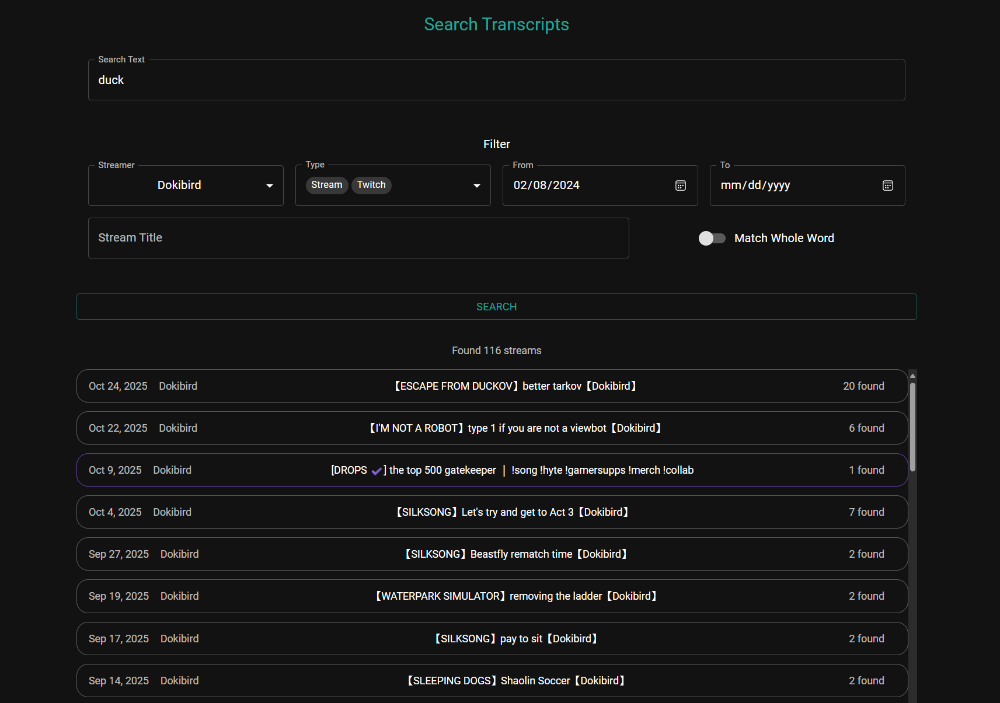 Search Transcripts
Search Text
duck
Filter
Streamer Type From To
Dokibird Stream Twitch 02/08/2024 mm/dd/yyyy
Stream Title Match Whole Word
SEARCH
Found 116 streams
Oct 24, 2025 Dokibird 【ESCAPE FROM DUCKOV】better tarkov【Dokibird】 20 found
Oct 22, 2025 Dokibird 【I'M NOT A ROBOT】type 1 if you are not a viewbot【Dokibird】 6 found
Oct 9, 2025 Dokibird [DROPS ✔] the top 500 gatekeeper | !song !hyte !gamersupps !merch !collab 1 found
Oct 4, 2025 Dokibird 【SILKSONG】Let's try and get to Act 3【Dokibird】 7 found
Sep 27, 2025 Dokibird 【SILKSONG】Beastfly rematch time【Dokibird】 2 found
Sep 19, 2025 Dokibird 【WATERPARK SIMULATOR】removing the ladder【Dokibird】 2 found
Sep 17, 2025 Dokibird 【SILKSONG】pay to sit【Dokibird】 2 found
Sep 14, 2025 Dokibird 【SLEEPING DOGS】Shaolin Soccer【Dokibird】 2 found